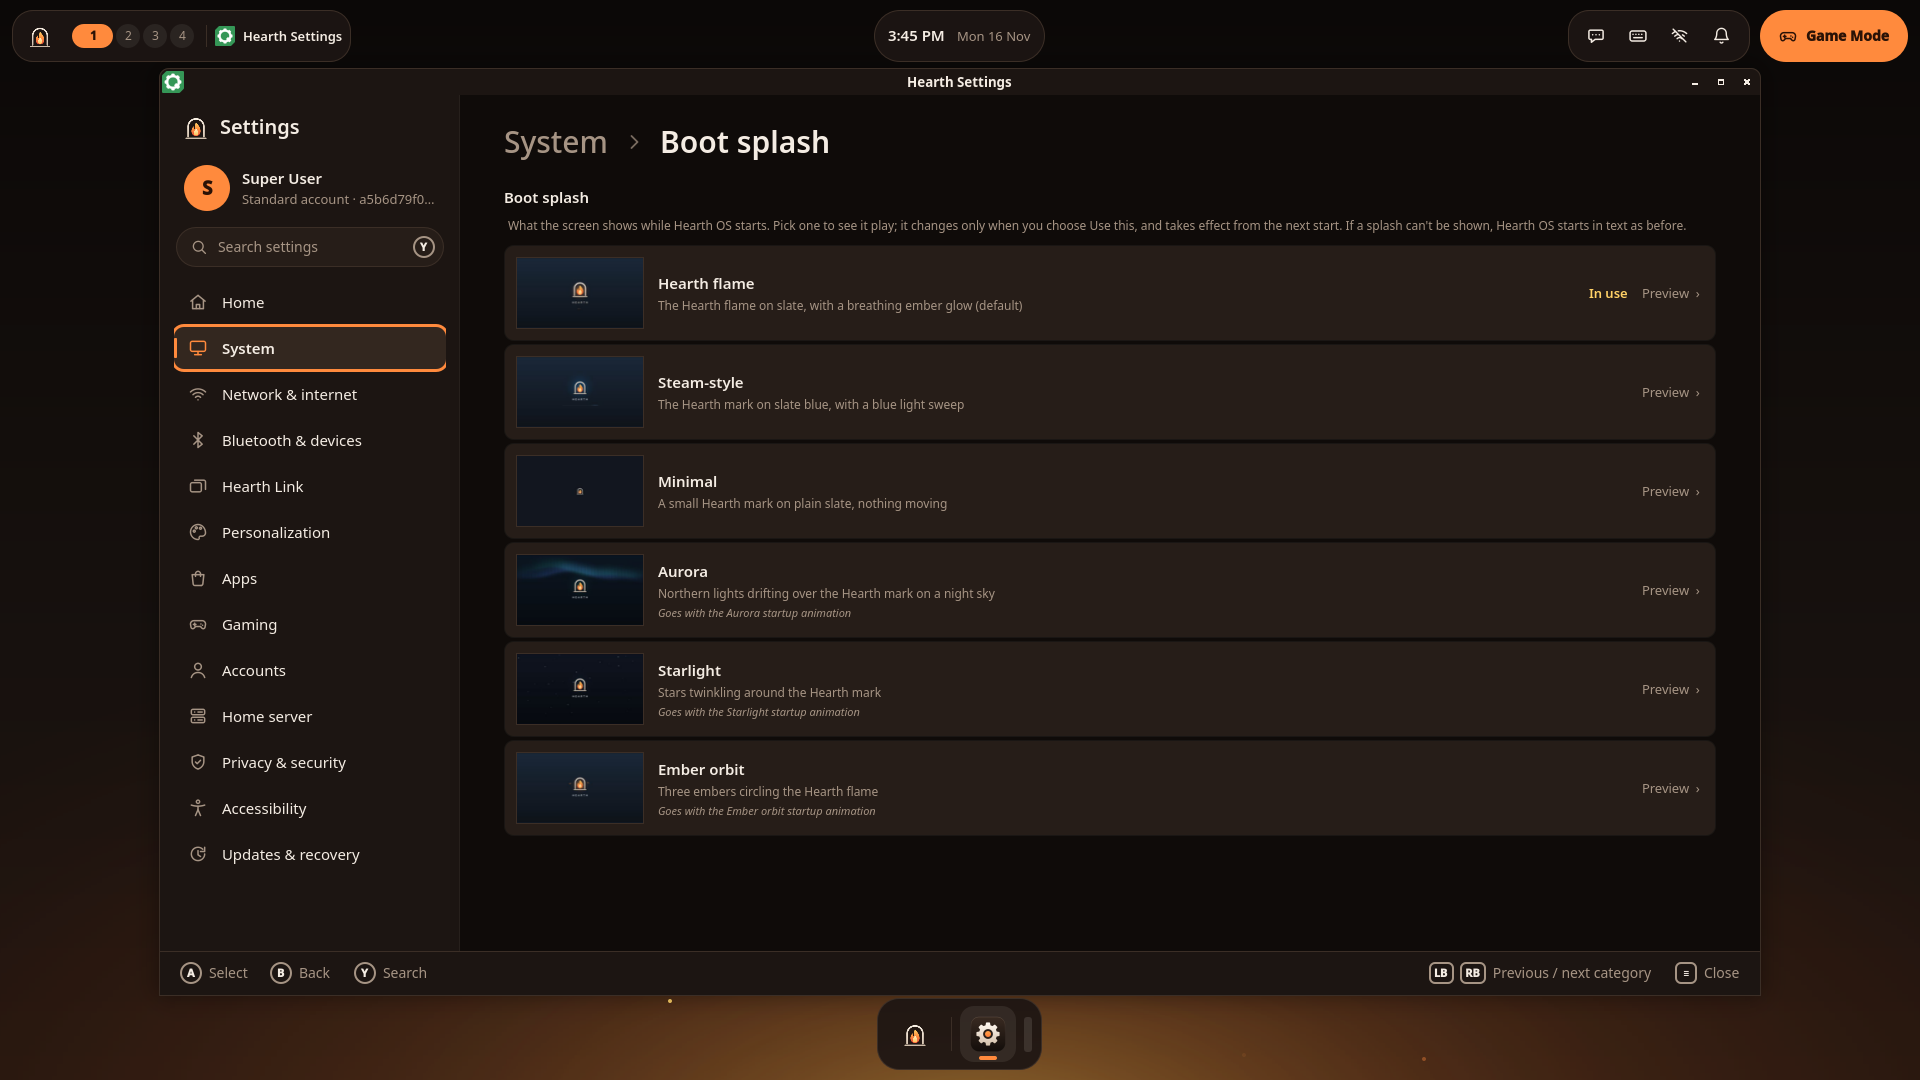 1 2 3 4 Hearth Settings
3:45 PM Mon 16 Nov
Game Mode
Hearth Settings
Settings
S
Super User
Standard account · a5b6d79f0...
Search settings Y
Home
System
Network & internet
Bluetooth & devices
Hearth Link
Personalization
Apps
Gaming
Accounts
Home server
Privacy & security
Accessibility
Updates & recovery
System > Boot splash
Boot splash
What the screen shows while Hearth OS starts. Pick one to see it play; it changes only when you choose Use this, and takes effect from the next start. If a splash can't be shown, Hearth OS starts in text as before.
Hearth flame
The Hearth flame on slate, with a breathing ember glow (default)
In use Preview ›
Steam-style
The Hearth mark on slate blue, with a blue light sweep
Preview ›
Minimal
A small Hearth mark on plain slate, nothing moving
Preview ›
Aurora
Northern lights drifting over the Hearth mark on a night sky
Goes with the Aurora startup animation
Preview ›
Starlight
Stars twinkling around the Hearth mark
Goes with the Starlight startup animation
Preview ›
Ember orbit
Three embers circling the Hearth flame
Goes with the Ember orbit startup animation
Preview ›
A Select B Back Y Search
LB RB Previous / next category ≡ Close